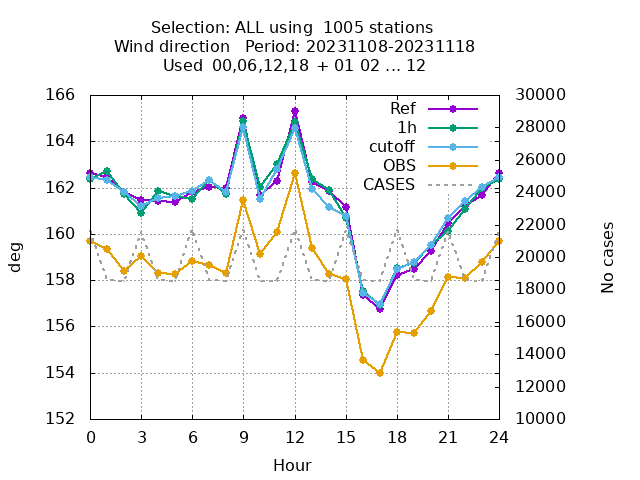 Selection: ALL using  1005 stations
Wind direction   Period: 20231108-20231118
Used  00,06,12,18 + 01 02 ... 12
166
164
162
160
158
156
154
152
30000
28000
26000
24000
22000
20000
18000
16000
14000
12000
10000
Ref
1h
cutoff
OBS
CASES
deg
No cases
0 3 6 9 12 15 18 21 24
Hour